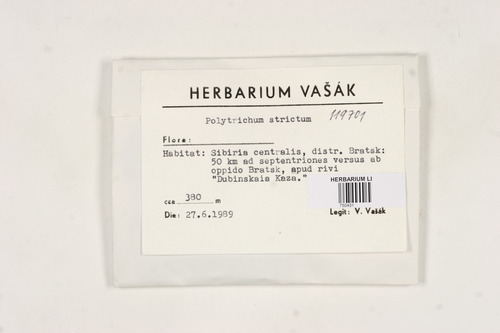 HERBARIUM VAŠÁK
Polytrichum strictum 119701
Flora:
Habitat: Sibiria centralis, distr. Bratsk:
50 km ad septentriones versus ab
oppido Bratsk, apud rivi
"Dubinskaia Kaza."
HERBARIUM LI
cca 380 m
Die: 27.6.1989
Legit: V. Vašák